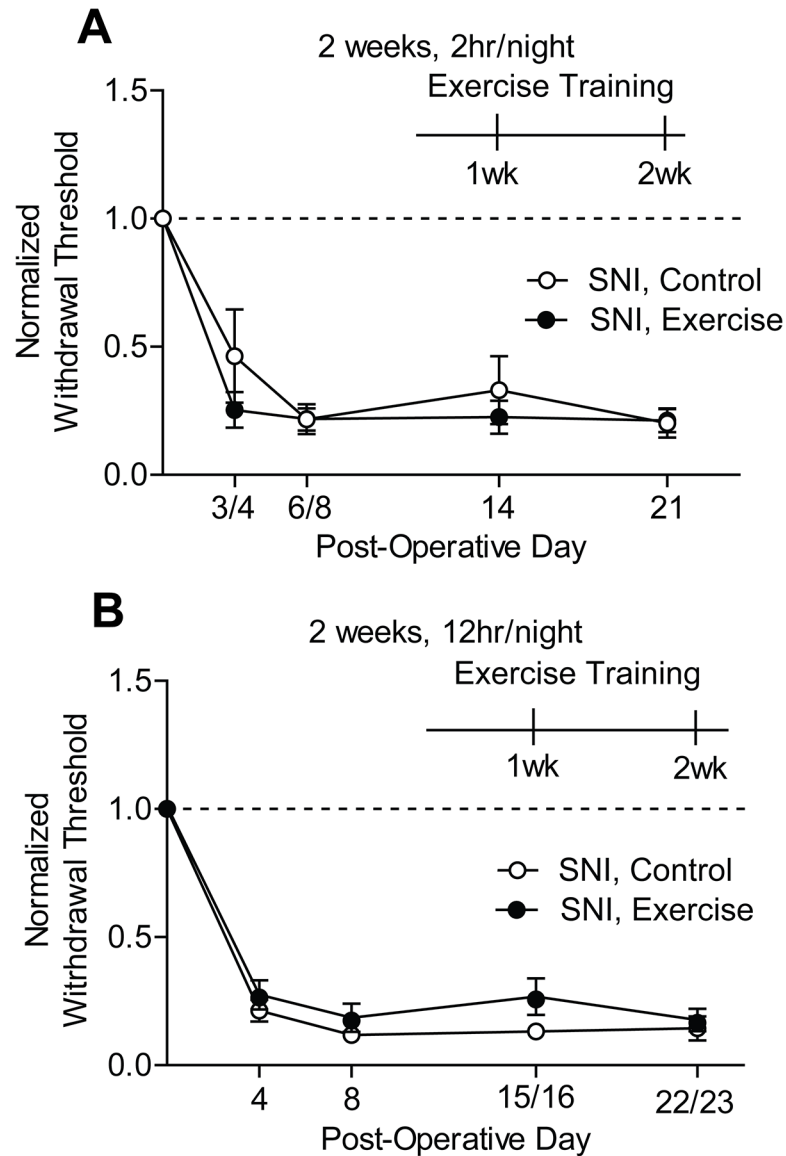 A
2 weeks, 2hr/night
Exercise Training
1wk
2wk
1.5
1.0
0.5
0.0
Normalized
Withdrawal Threshold
SNI, Control
SNI, Exercise
3/4
6/8
14
21
Post-Operative Day
B
2 weeks, 12hr/night
Exercise Training
1wk
2wk
1.5
1.0
0.5
0.0
Normalized
Witrhdrawal Threshold
SNI, Control
SNI, Exercise
4
8
15/16
22/23
Post-Operative Day